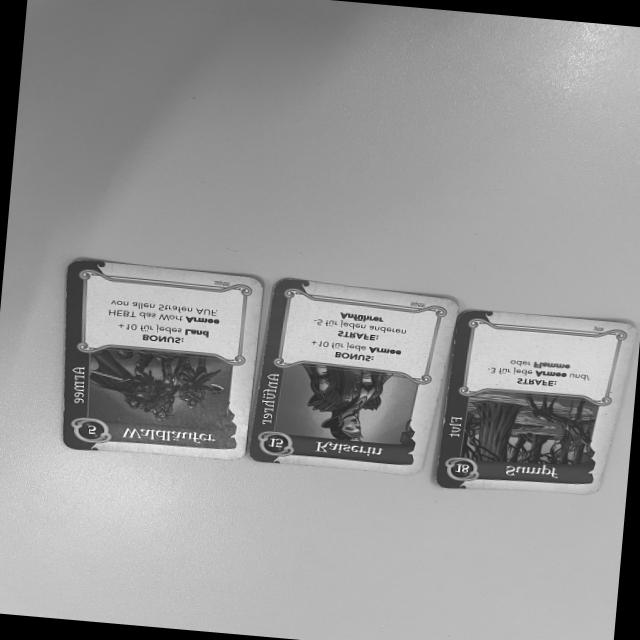 5
Waldläufer
Armee
BONUS:
+10 für jedes Land
HEBT das Wort Armee
von allen Strafen AUF
15
Kaiserin
Anführer
BONUS:
+10 für jede Armee
STRAFE:
-5 für jeden anderen
Anführer
18
Sumpf
Flut
STRAFE:
-3 für jede Armee und/
oder Flamme